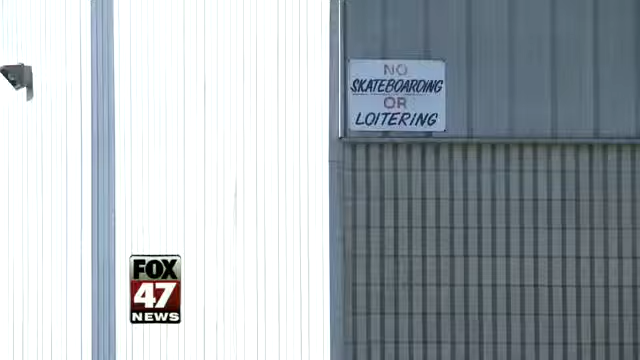 NO
SKATEBOARDING
OR
LOITERING
FOX
47
NEWS